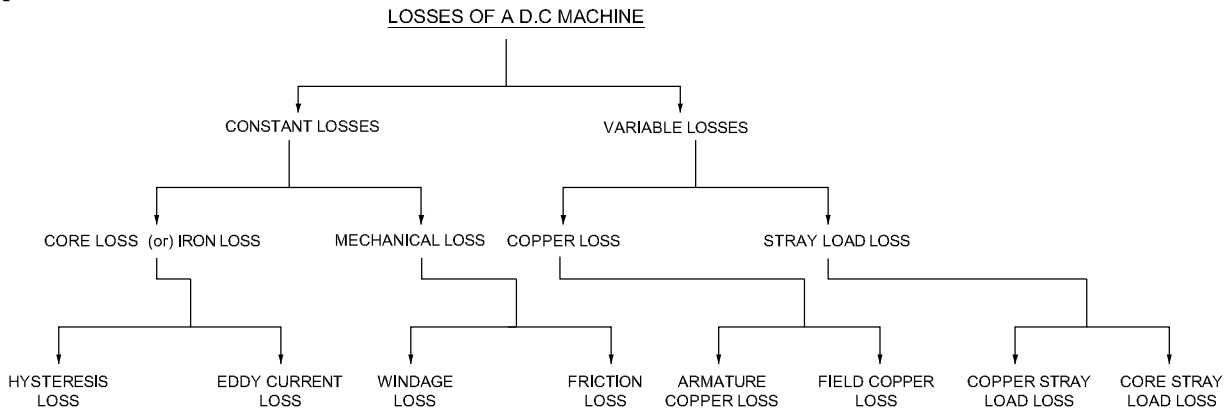 LOSSES OF A D.C MACHINE
CONSTANT LOSSES
VARIABLE LOSSES
CORE LOSS (or) IRON LOSS
MECHANICAL LOSS
COPPER LOSS
STRAY LOAD LOSS
HYSTERESIS
LOSS
EDDY CURRENT
LOSS
WINDAGE
LOSS
FRICTION
LOSS
ARMATURE
COPPER LOSS
FIELD COPPER
LOSS
COPPER STRAY
LOAD LOSS
CORE STRAY
LOAD LOSS